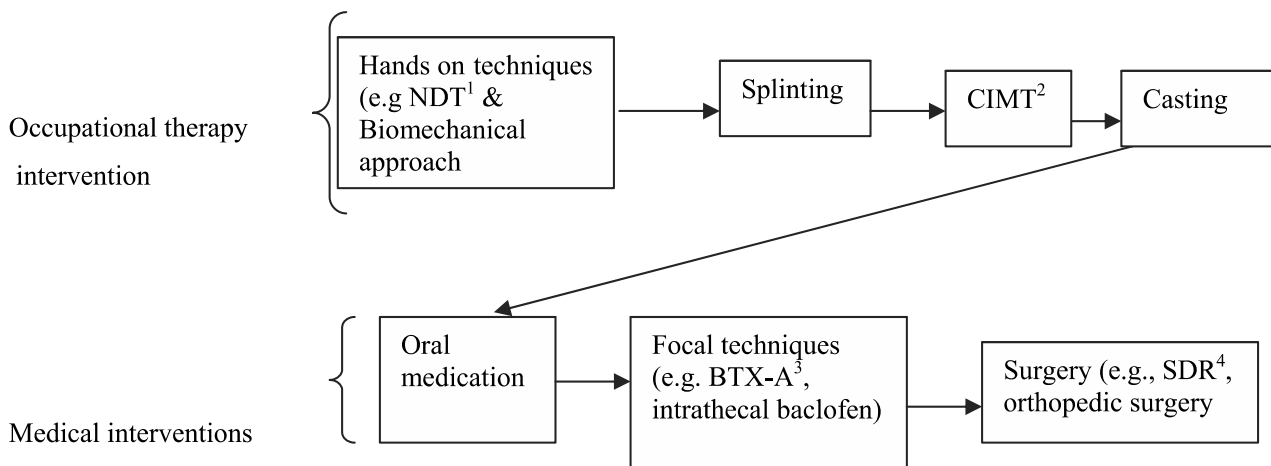 Occupational therapy
intervention
Hands on techniques
(e.g NDT¹ &
Biomechanical
approach
Splinting
CIMT²
Casting
Medical interventions
Oral
medication
Focal techniques
(e.g. BTX-A³,
intrathecal baclofen)
Surgery (e.g., SDR⁴,
orthopedic surgery